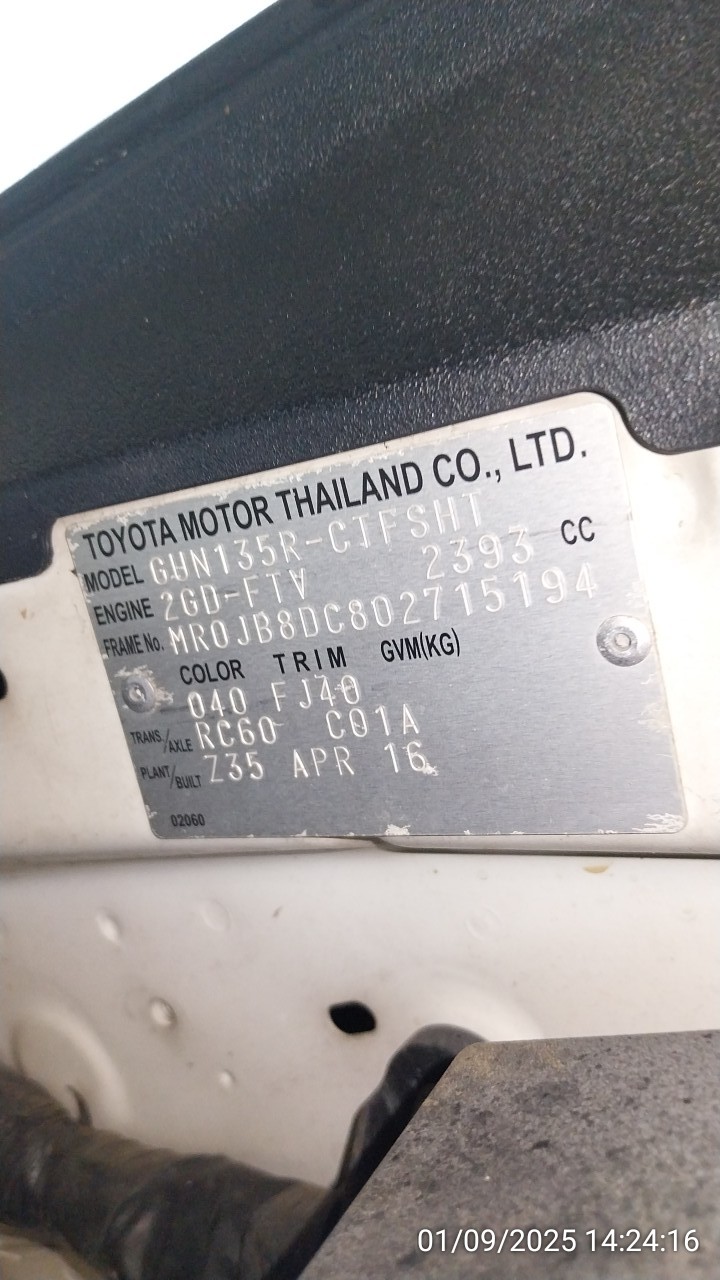 TOYOTA MOTOR THAILAND CO., LTD.
MODEL GUN135R-CTFSHT
ENGINE 2GD-FTV 2393 CC
FRAME No. MR0JB8DC802715194
COLOR TRIM GVM(KG)
040 FJ40
TRANS./AXLE RC60 C01A
PLANT/BUILT Z35 APR 16
02060
01/09/2025 14:24:16